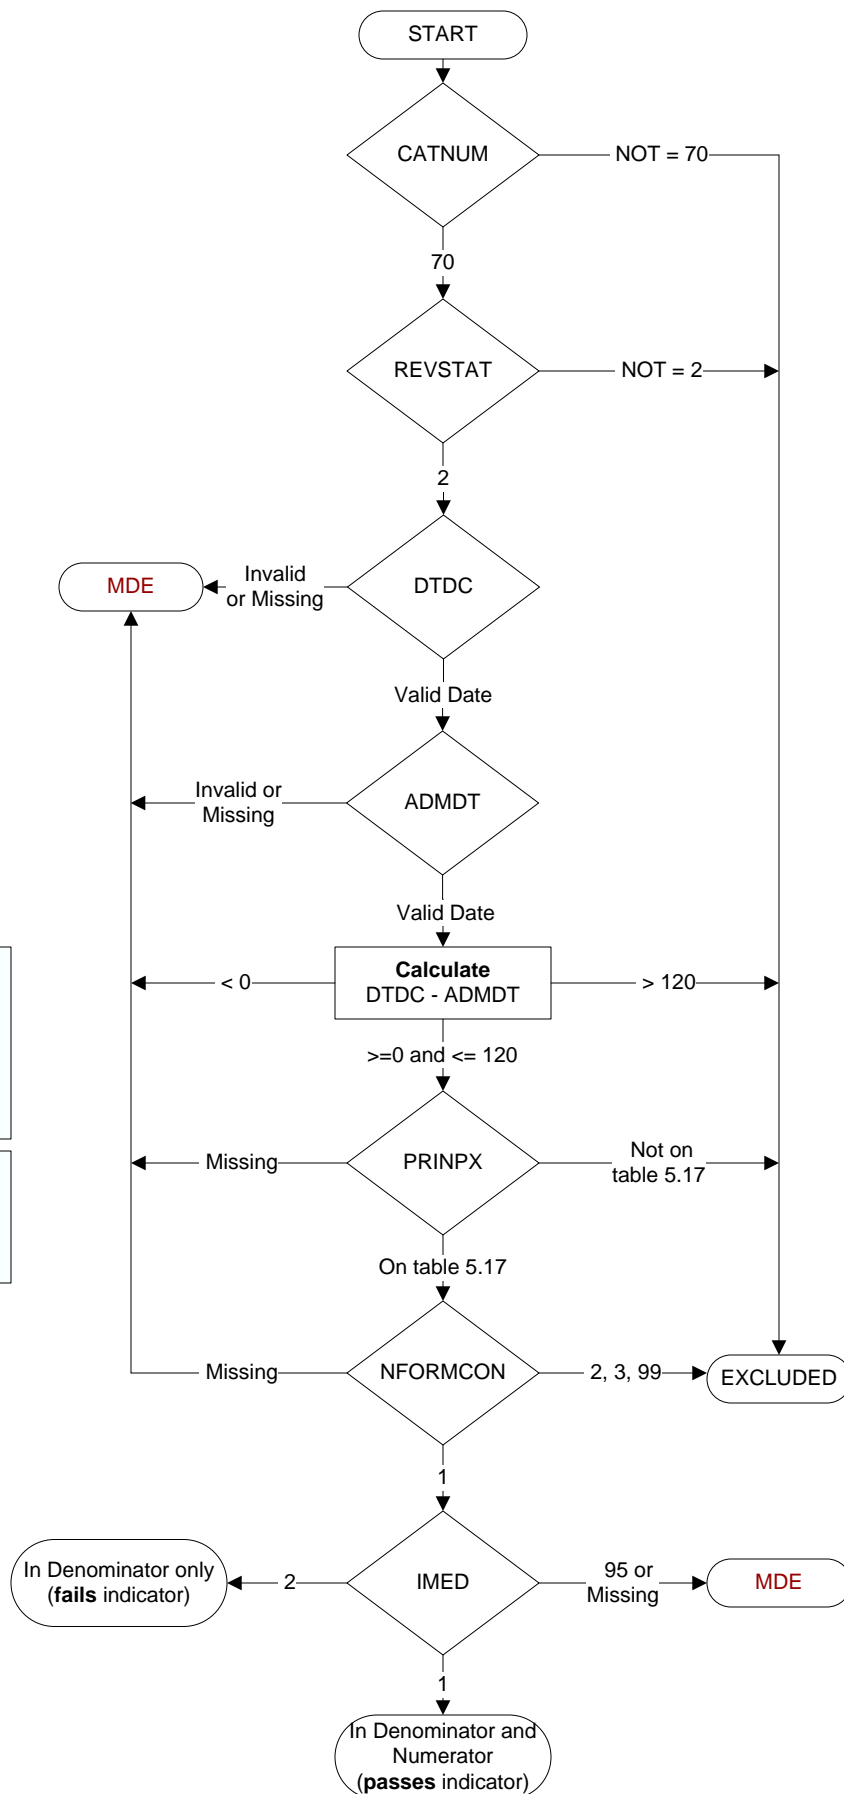 START
CATNUM
NOT = 70
70
REVSTAT
NOT = 2
2
MDE
Invalid
or Missing
DTDC
Valid Date
Invalid or
Missing
ADMDT
Valid Date
< 0
Calculate
DTDC - ADMDT
> 120
>=0 and <= 120
Missing
PRINPX
Not on
table 5.17
On table 5.17
Missing
NFORMCON
2, 3, 99
EXCLUDED
1
In Denominator only
(fails indicator)
2
IMED
95 or
Missing
MDE
1
In Denominator and
Numerator
(passes indicator)